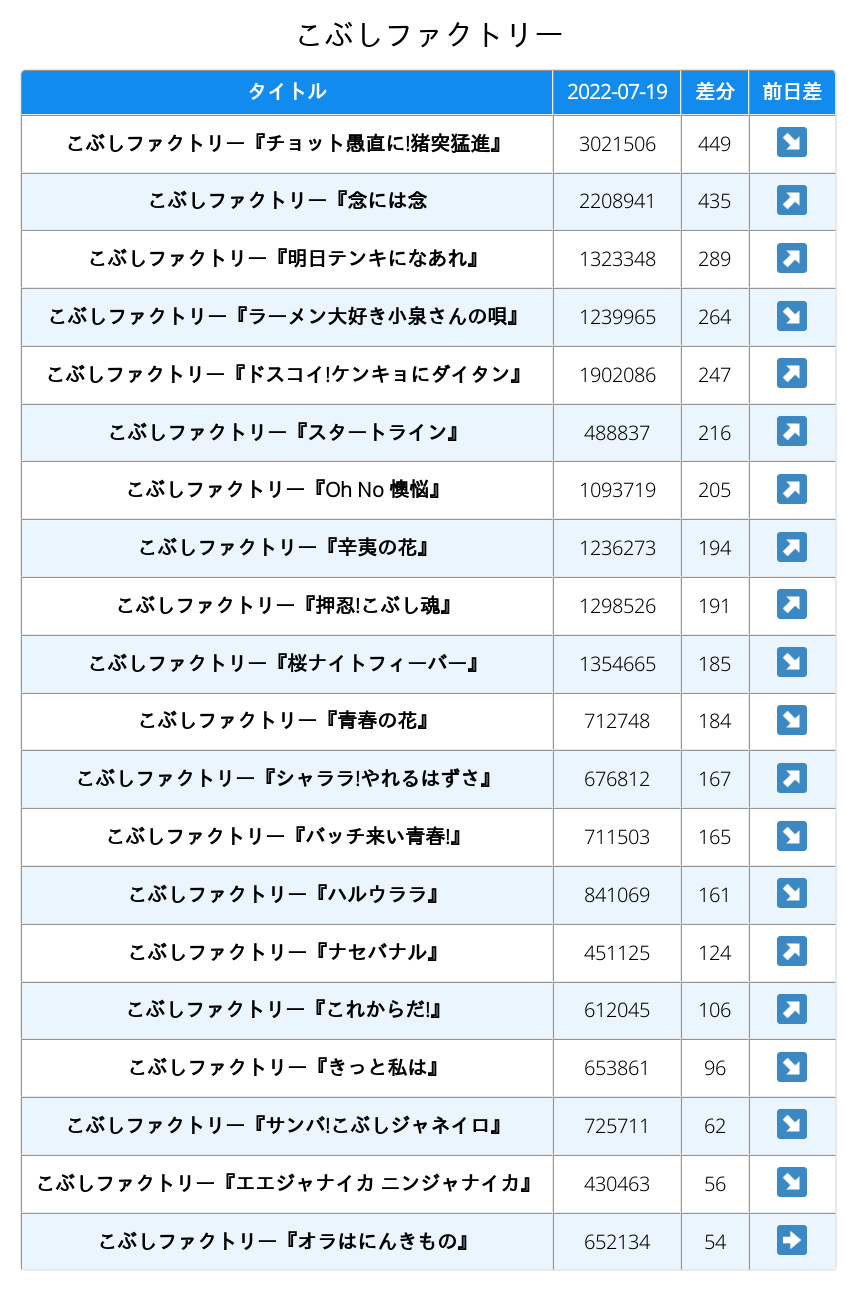 こぶしファクトリー
タイトル 2022-07-19 差分 前日差
こぶしファクトリー『チョット愚直に!猪突猛進』 3021506 449 ↘
こぶしファクトリー『念には念 2208941 435 ↗
こぶしファクトリー『明日テンキになあれ』 1323348 289 ↗
こぶしファクトリー『ラーメン大好き小泉さんの唄』 1239965 264 ↘
こぶしファクトリー『ドスコイ!ケンキョにダイタン』 1902086 247 ↗
こぶしファクトリー『スタートライン』 488837 216 ↗
こぶしファクトリー『Oh No 懊悩』 1093719 205 ↗
こぶしファクトリー『辛夷の花』 1236273 194 ↗
こぶしファクトリー『押忍!こぶし魂』 1298526 191 ↗
こぶしファクトリー『桜ナイトフィーバー』 1354665 185 ↘
こぶしファクトリー『青春の花』 712748 184 ↘
こぶしファクトリー『シャララ!やれるはずさ』 676812 167 ↗
こぶしファクトリー『バッチ来い青春!』 711503 165 ↘
こぶしファクトリー『ハルウララ』 841069 161 ↘
こぶしファクトリー『ナセバナル』 451125 124 ↗
こぶしファクトリー『これからだ!』 612045 106 ↗
こぶしファクトリー『きっと私は』 653861 96 ↘
こぶしファクトリー『サンバ!こぶしジャネイロ』 725711 62 ↘
こぶしファクトリー『エエジャナイカ ニンジャナイカ』 430463 56 ↘
こぶしファクトリー『オラはにんきもの』 652134 54 →